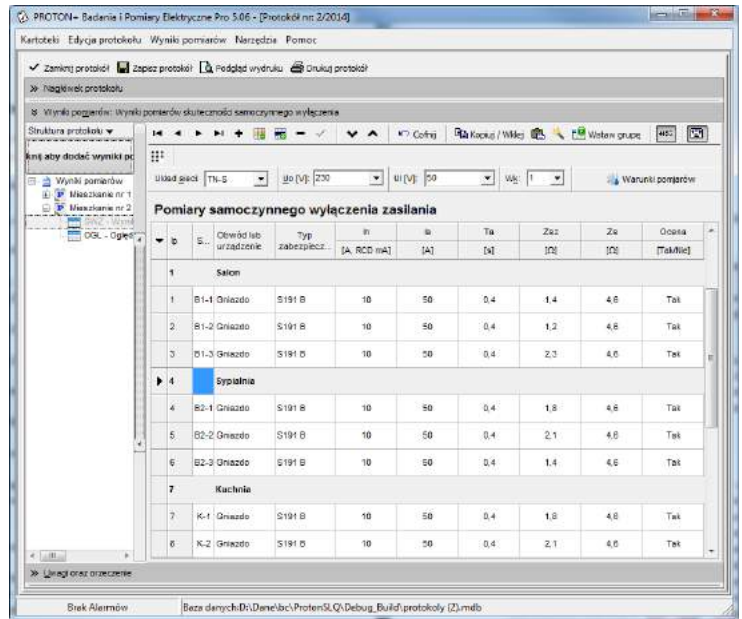 PROTON+ Badania i Pomiary Elektryczne Pro 5.06 - [Protokół nr: 2/2014]
Kartoteki Edycja protokołu Wyniki pomiarów Narzędzia Pomoc
Zamknij protokół Zapisz protokół Podgląd wydruku Drukuj protokół
Nagłówek protokołu
Wyniki pomiarów: Wyniki pomiarów skuteczności samoczynnego wyłączenia
Struktura protokołu Cofnij Kopiuj / Wklej Wstaw grupę
knij aby dodać wyniki po
Układ sieci TN-S Uo [V]: 230 Ul [V]: 50 Wk: 1 Warunki pomiarów
Wyniki pomiarów
Mieszkanie nr 1
Mieszkanie nr 2
OGL - Oględ
Pomiary samoczynnego wyłączenia zasilania
lp S... Obwód lub urządzenie Typ zabezpiecz... In Ia Ta Zsz Za Ocena
[A, RCD mA] [A] [s] [Ω] [Ω] [Tak/Nie]
1 Salon
1 B1-1 Gniazdo S191 B 10 50 0,4 1,4 4,6 Tak
2 B1-2 Gniazdo S191 B 10 50 0,4 1,2 4,6 Tak
3 B1-3 Gniazdo S191 B 10 50 0,4 2,3 4,6 Tak
4 Sypialnia
4 B2-1 Gniazdo S191 B 10 50 0,4 1,8 4,6 Tak
5 B2-2 Gniazdo S191 B 10 50 0,4 2,1 4,6 Tak
6 B2-3 Gniazdo S191 B 10 50 0,4 1,4 4,6 Tak
7 Kuchnia
7 K-1 Gniazdo S191 B 10 50 0,4 1,8 4,6 Tak
8 K-2 Gniazdo S191 B 10 50 0,4 2,1 4,6 Tak
Uwagi oraz orzeczenie
Brak Alarmów Baza danych:D:\Dane\bc\ProtonSLQ\Debug_Build\protokoly (2).mdb